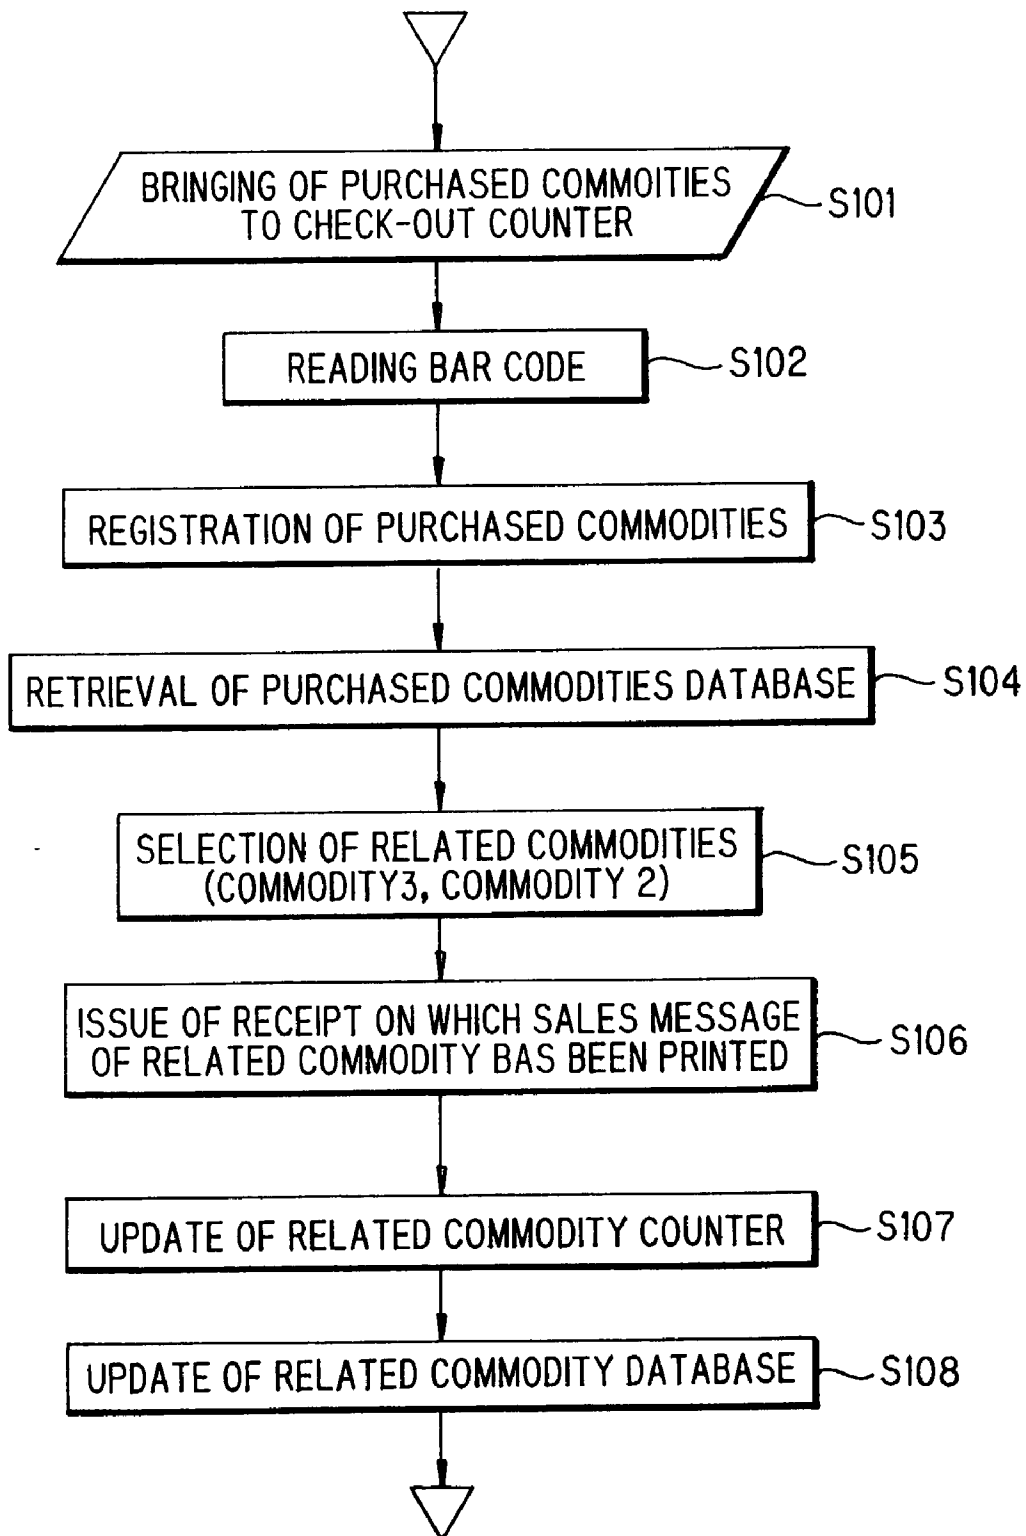 BRINGING OF PURCHASED COMMOITIES
TO CHECK-OUT COUNTER
S101
READING BAR CODE
S102
REGISTRATION OF PURCHASED COMMODITIES
S103
RETRIEVAL OF PURCHASED COMMODITIES DATABASE
S104
SELECTION OF RELATED COMMODITIES
(COMMODITY3, COMMODITY 2)
S105
ISSUE OF RECEIPT ON WHICH SALES MESSAGE
OF RELATED COMMODITY BAS BEEN PRINTED
S106
UPDATE OF RELATED COMMODITY COUNTER
S107
UPDATE OF RELATED COMMODITY DATABASE
S108